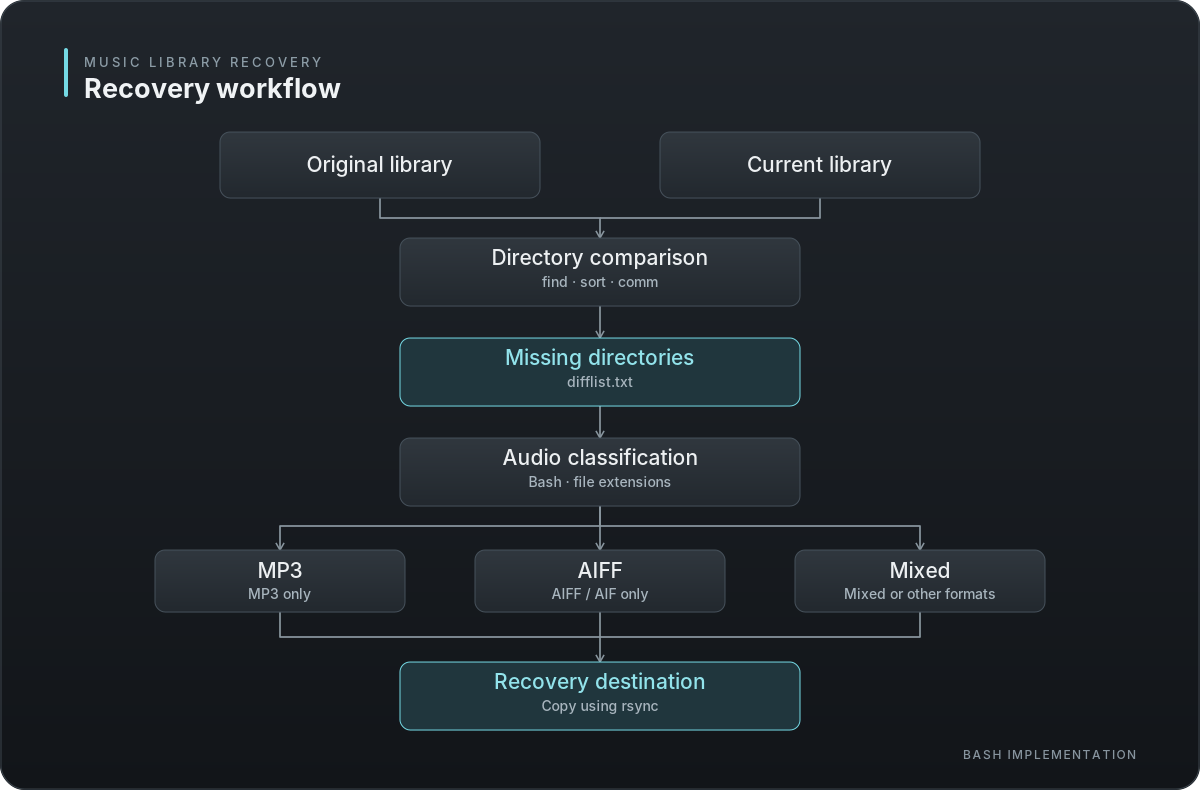 MUSIC LIBRARY RECOVERY
Recovery workflow
Original library
Current library
Directory comparison
find · sort · comm
Missing directories
difflist.txt
Audio classification
Bash · file extensions
MP3
MP3 only
AIFF
AIFF / AIF only
Mixed
Mixed or other formats
Recovery destination
Copy using rsync
BASH IMPLEMENTATION